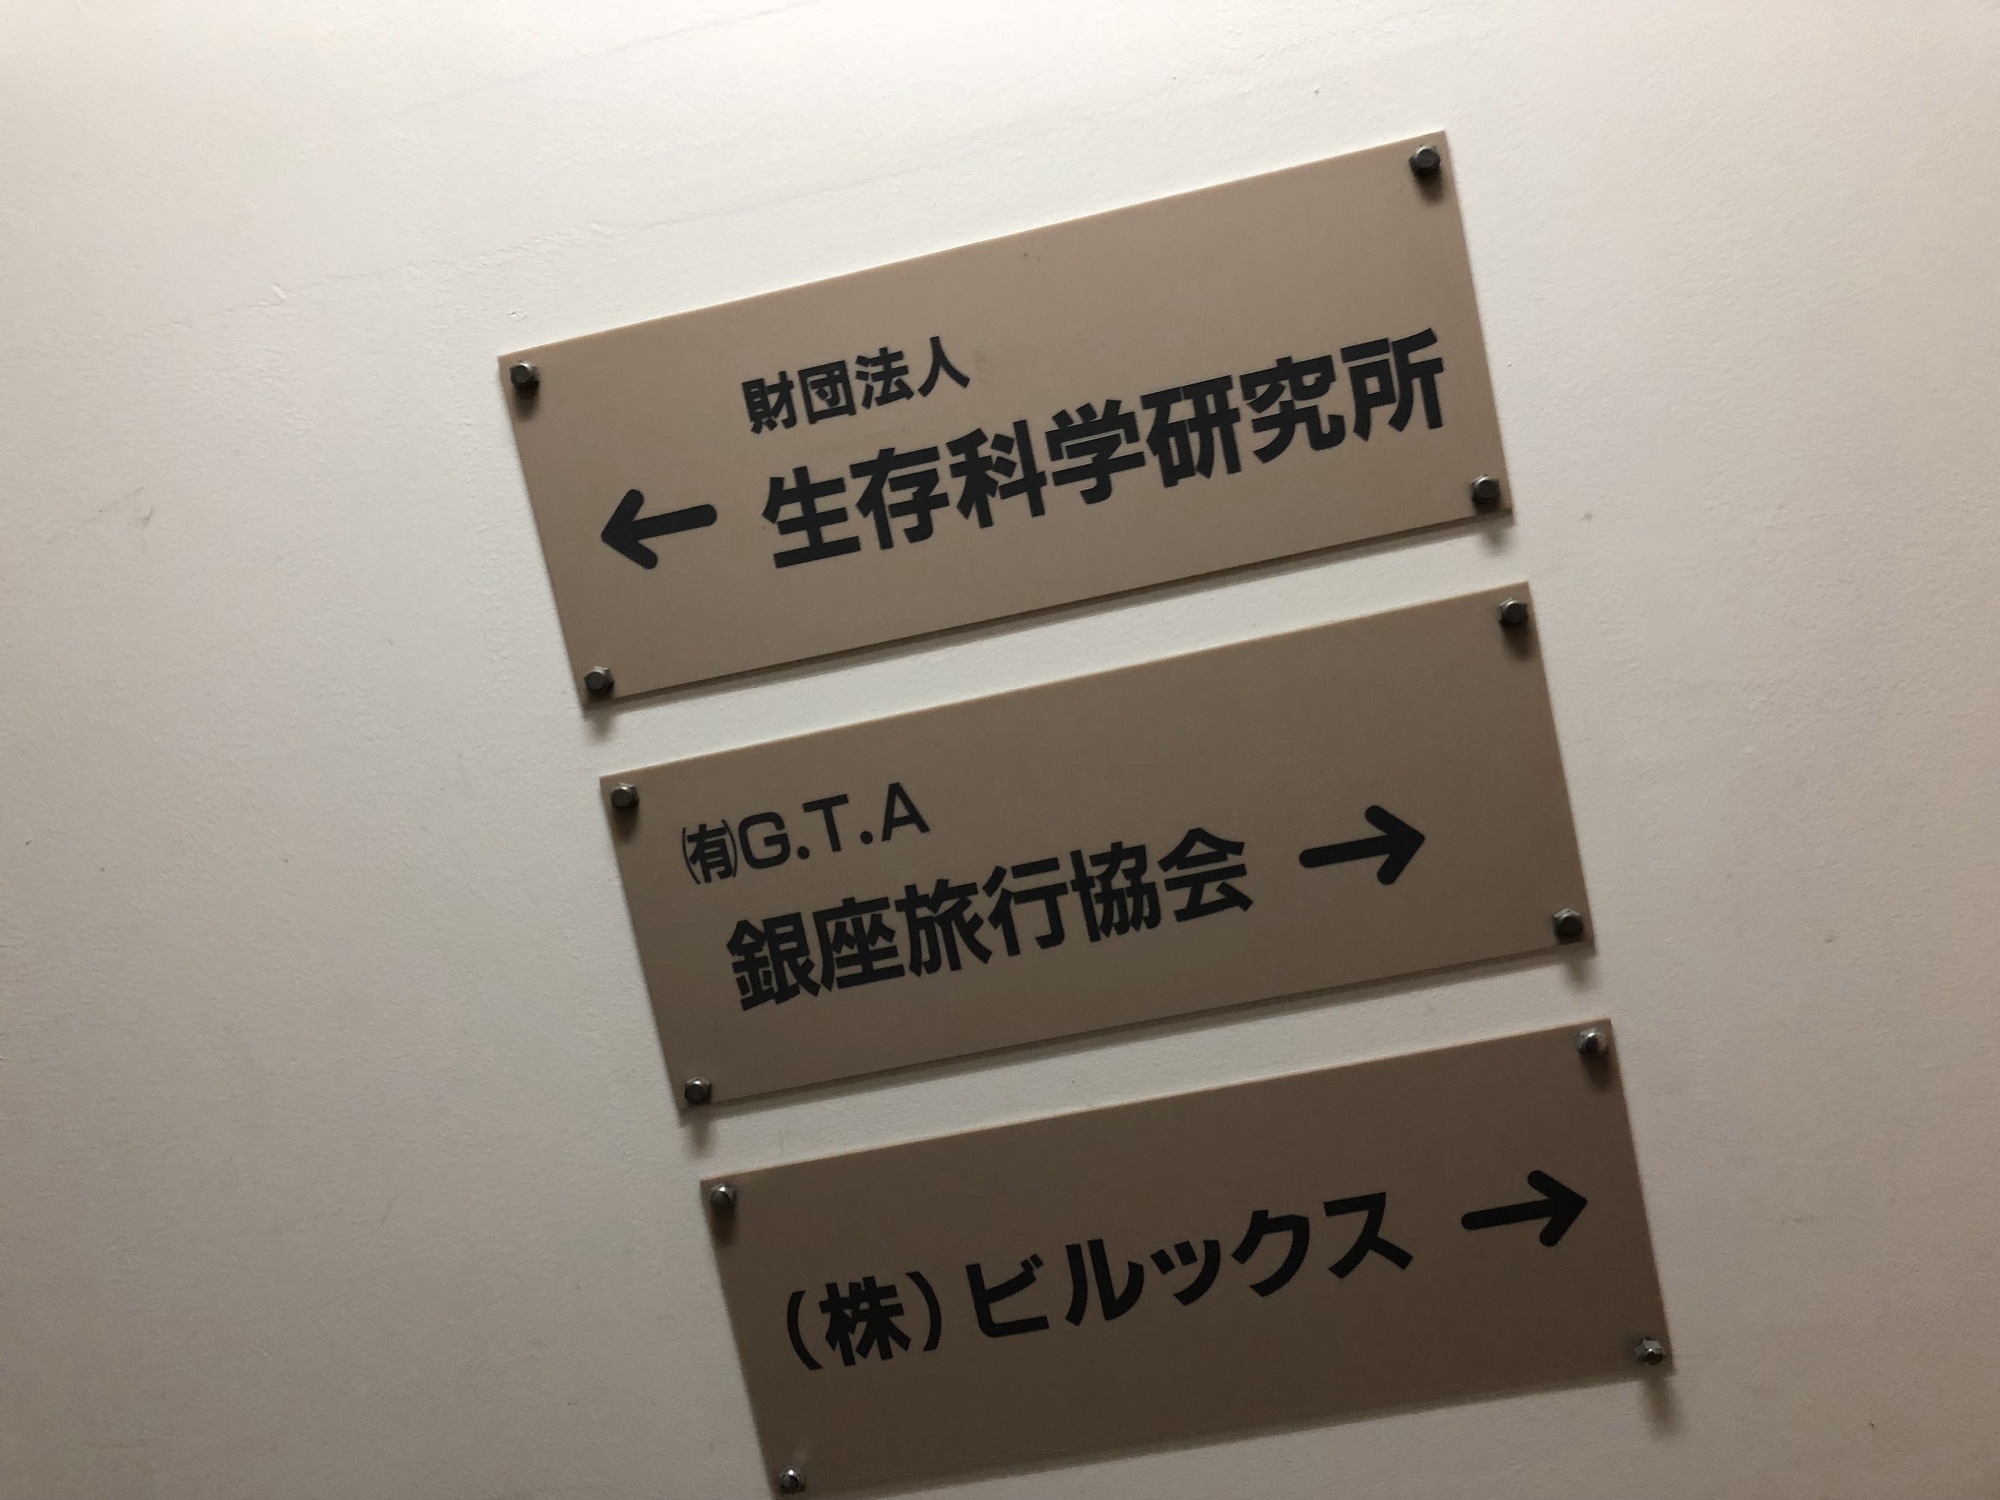 財団法人
← 生存科学研究所
㈲G.T.A
銀座旅行協会 →
（株）ビルックス →